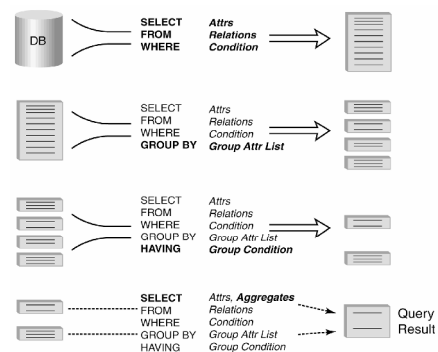 SELECT Attrs
DB FROM Relations
WHERE Condition
SELECT Attrs
FROM Relations
WHERE Condition
GROUP BY Group Attr List
SELECT Attrs
FROM Relations
WHERE Condition
GROUP BY Group Attr List
HAVING Group Condition
SELECT Attrs, Aggregates
FROM Relations Query
WHERE Condition Result
GROUP BY Group Attr List
HAVING Group Condition